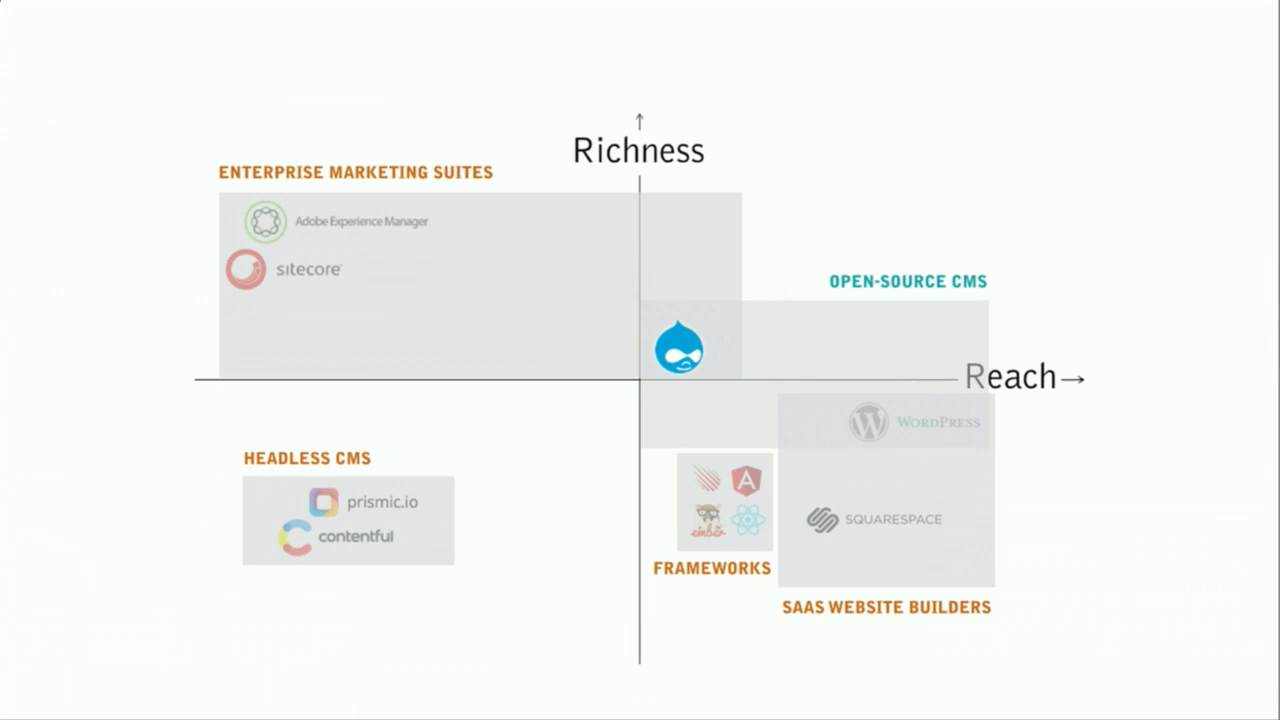 Richness
ENTERPRISE MARKETING SUITES
Adobe Experience Manager
sitecore
OPEN-SOURCE CMS
Reach
WORDPRESS
HEADLESS CMS
prismic.io
contentful
A
ember
SQUARESPACE
FRAMEWORKS
SAAS WEBSITE BUILDERS